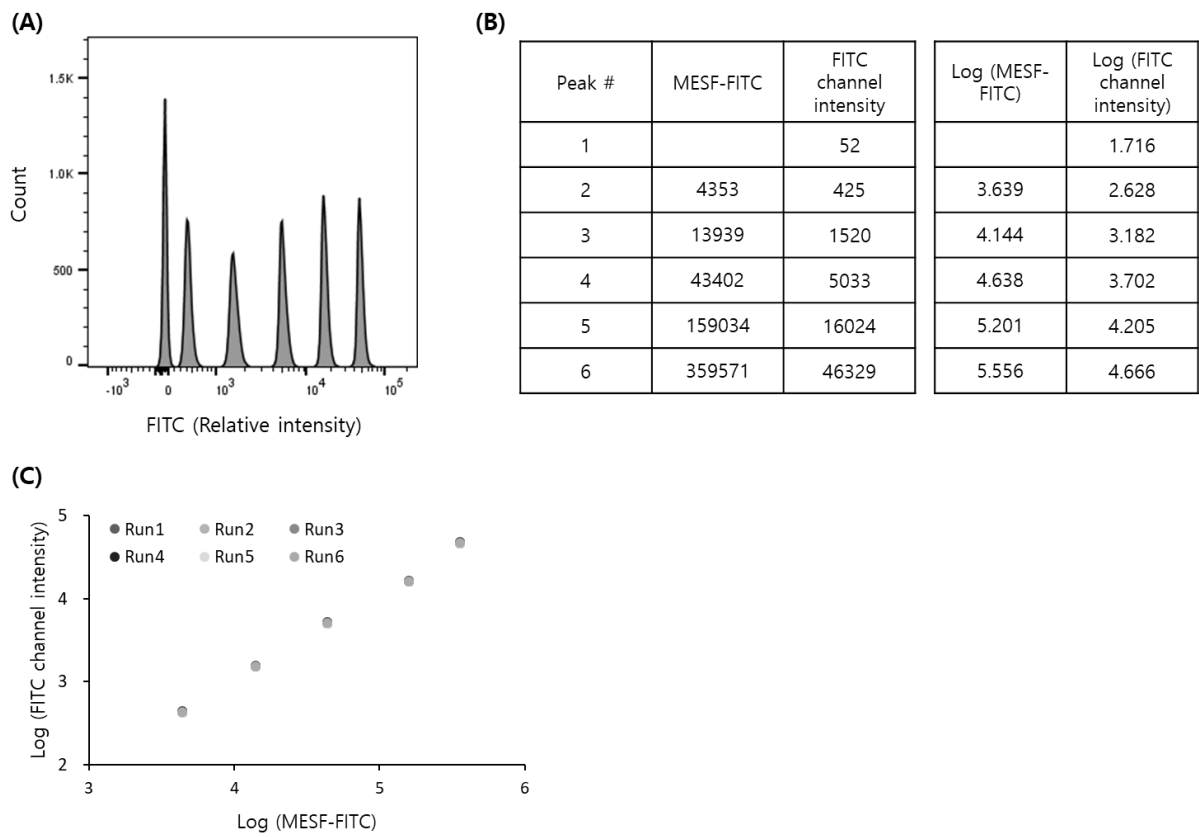 (A)
Count
1.5K
1.0K
500
0
-10³ 0 10³ 10⁴ 10⁵
FITC (Relative intensity)
(B)
Peak # MESF-FITC FITC channel intensity
1 52
2 4353 425
3 13939 1520
4 43402 5033
5 159034 16024
6 359571 46329
Log (MESF-FITC) Log (FITC channel intensity)
1.716
3.639 2.628
4.144 3.182
4.638 3.702
5.201 4.205
5.556 4.666
(C)
Log (FITC channel intensity)
5
4
3
2
Run1 Run2 Run3
Run4 Run5 Run6
3 4 5 6
Log (MESF-FITC)